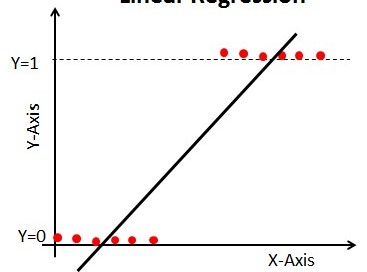 Linear Regression
Y=1
Y-Axis
Y=0
X-Axis